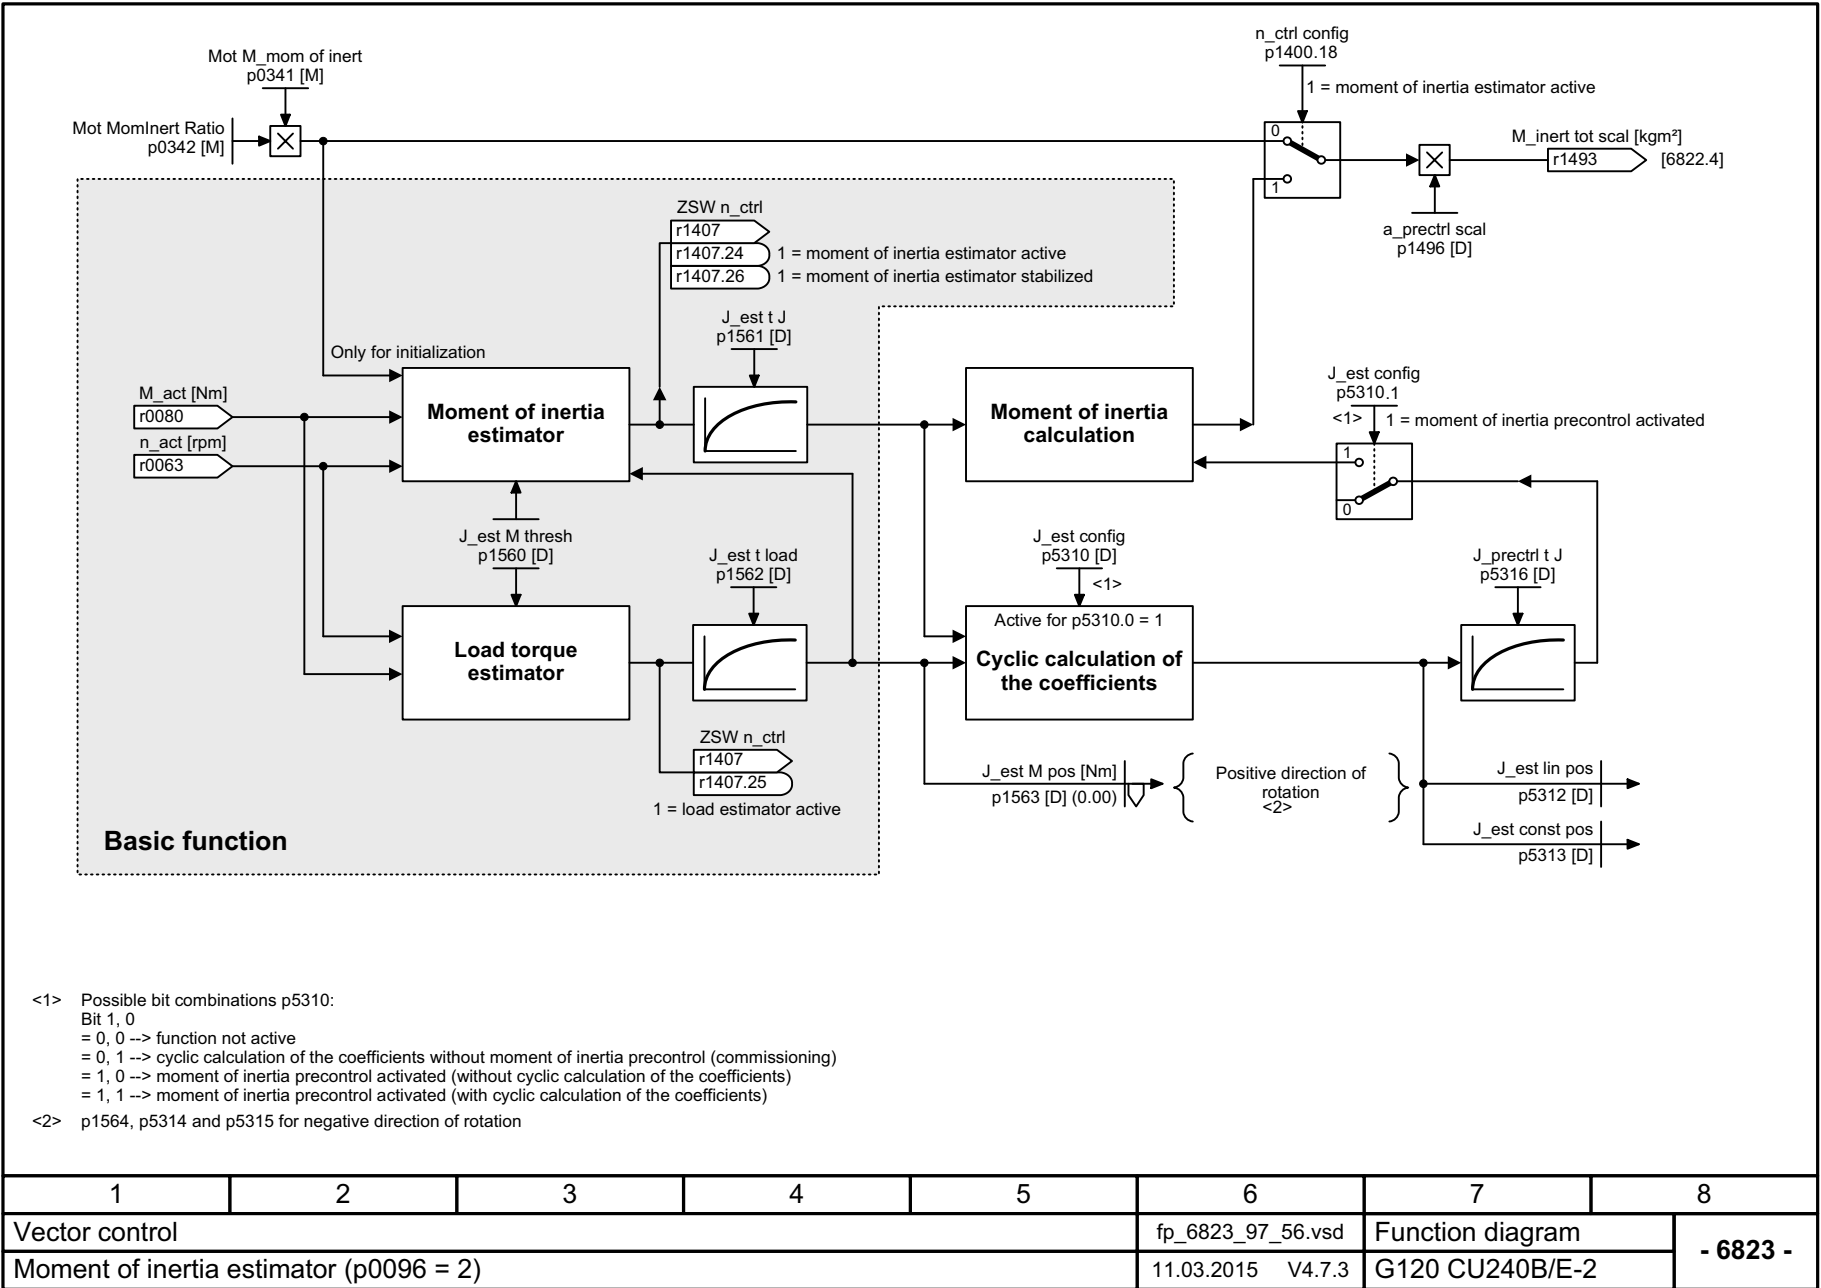 n_ctrl config
p1400.18
1 = moment of inertia estimator active
Mot M_mom of inert
p0341 [M]
Mot MomInert Ratio
p0342 [M]
0
1
M_inert tot scal [kgm²]
r1493
[6822.4]
a_prectrl scal
p1496 [D]
ZSW n_ctrl
r1407
r1407.24
1 = moment of inertia estimator active
r1407.26
1 = moment of inertia estimator stabilized
J_est t J
p1561 [D]
Only for initialization
M_act [Nm]
r0080
n_act [rpm]
r0063
Moment of inertia
estimator
Moment of inertia
calculation
J_est config
p5310.1
<1>
1 = moment of inertia precontrol activated
1
0
J_est M thresh
p1560 [D]
J_est t load
p1562 [D]
J_est config
p5310 [D]
<1>
J_prectrl t J
p5316 [D]
Load torque
estimator
Active for p5310.0 = 1
Cyclic calculation of
the coefficients
ZSW n_ctrl
r1407
r1407.25
1 = load estimator active
J_est M pos [Nm]
p1563 [D] (0.00)
Positive direction of
rotation
<2>
J_est lin pos
p5312 [D]
J_est const pos
p5313 [D]
Basic function
<1> Possible bit combinations p5310:
Bit 1, 0
= 0, 0 --> function not active
= 0, 1 --> cyclic calculation of the coefficients without moment of inertia precontrol (commissioning)
= 1, 0 --> moment of inertia precontrol activated (without cyclic calculation of the coefficients)
= 1, 1 --> moment of inertia precontrol activated (with cyclic calculation of the coefficients)
<2> p1564, p5314 and p5315 for negative direction of rotation
1 2 3 4 5 6 7 8
Vector control
fp_6823_97_56.vsd
Function diagram
- 6823 -
Moment of inertia estimator (p0096 = 2)
11.03.2015 V4.7.3
G120 CU240B/E-2